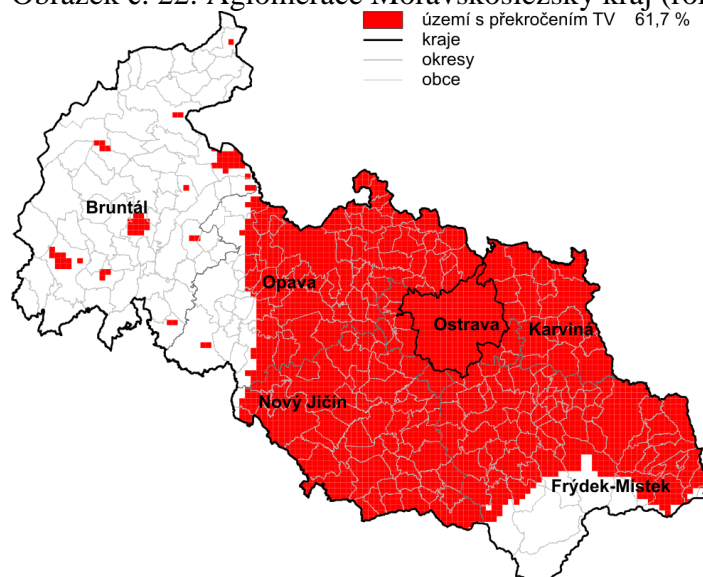 Obrázek č. 22: Aglomerace Moravskoslezský kraj
území s překročením TV 61,7 %
kraje
okresy
obce
Bruntál
Opava
Ostrava
Karviná
Nový Jičín
Frýdek-Místek